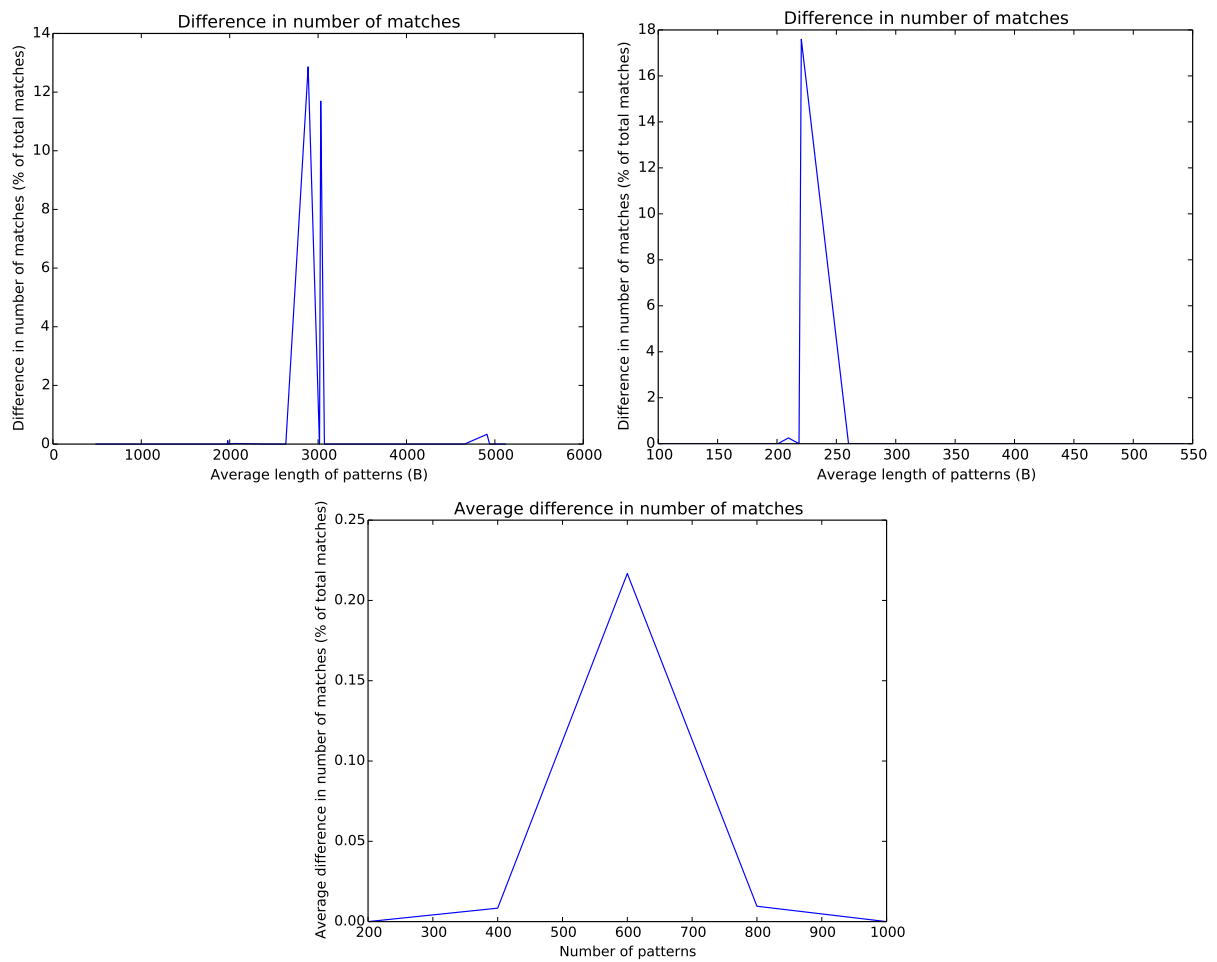 Difference in number of matches
Difference in number of matches (% of total matches)
14
12
10
8
6
4
2
0
0 1000 2000 3000 4000 5000 6000
Average length of patterns (B)
Difference in number of matches
Difference in number of matches (% of total matches)
18
16
14
12
10
8
6
4
2
0
100 150 200 250 300 350 400 450 500 550
Average length of patterns (B)
Average difference in number of matches
Average difference in number of matches (% of total matches)
0.25
0.20
0.15
0.10
0.05
0.00
200 300 400 500 600 700 800 900 1000
Number of patterns